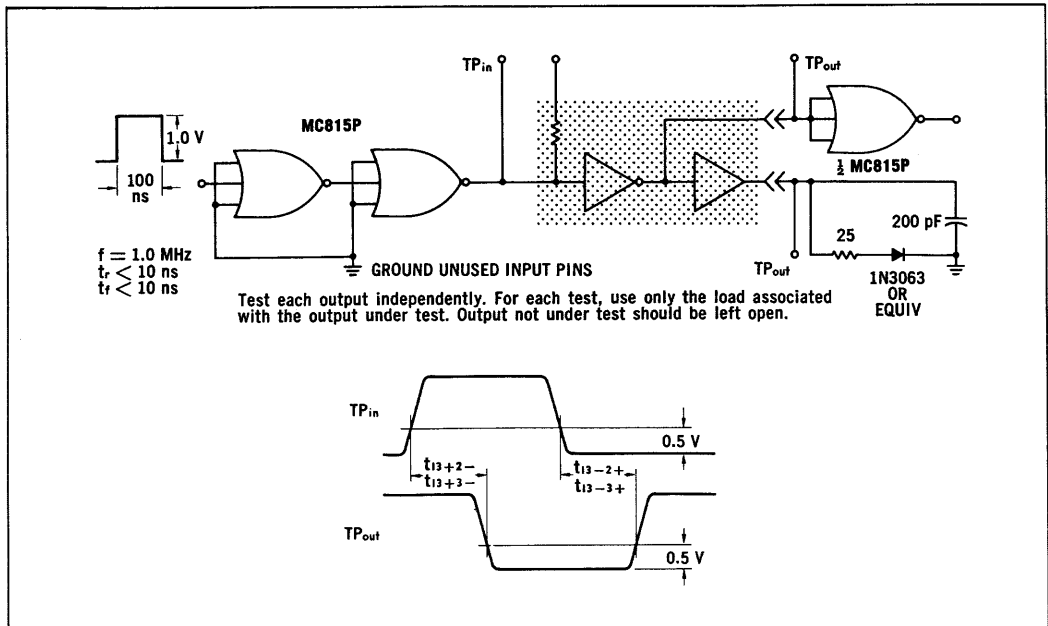 TPin
TPout
MC815P
1.0 V
100
ns
½ MC815P
200 pF
25
f = 1.0 MHz
tr < 10 ns
tf < 10 ns
GROUND UNUSED INPUT PINS
TPout
1N3063
OR
EQUIV
Test each output independently. For each test, use only the load associated
with the output under test. Output not under test should be left open.
TPin
0.5 V
t13+2−
t13+3−
t13−2+
t13−3+
TPout
0.5 V